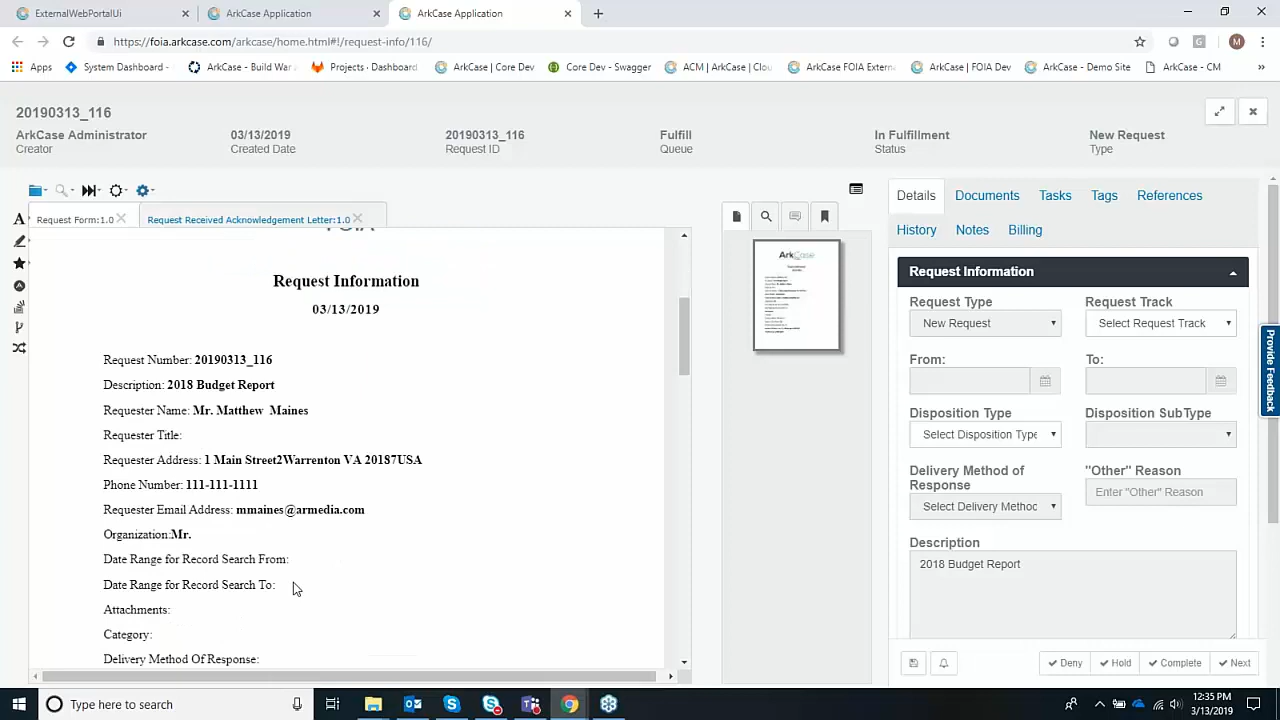 ExternalWebPortalUi
ArkCase Application
ArkCase Application
https://foia.arkcase.com/arkcase/home.html#!/request-info/116/
M
Apps
System Dashboard -
ArkCase - Build War
Projects · Dashboard
ArkCase | Core Dev
Core Dev - Swagger
ACM | ArkCase | Clou
ArkCase FOIA Extern
ArkCase | FOIA Dev
ArkCase - Demo Site
ArkCase - CM
20190313_116
ArkCase Administrator
Creator
03/13/2019
Created Date
20190313_116
Request ID
Fulfill
Queue
In Fulfillment
Status
New Request
Type
Request Form:1.0
Request Received Acknowledgement Letter:1.0
Request Information
03/13/2019
Request Number: 20190313_116
Description: 2018 Budget Report
Requester Name: Mr. Matthew Maines
Requester Title:
Requester Address: 1 Main Street2Warrenton VA 20187USA
Phone Number: 111-111-1111
Requester Email Address: mmaines@armedia.com
Organization:Mr.
Date Range for Record Search From:
Date Range for Record Search To:
Attachments:
Category:
Delivery Method Of Response:
ArkCase
Details
Documents
Tasks
Tags
References
History
Notes
Billing
Request Information
Request Type
Request Track
New Request
Select Request Track
From:
To:
Disposition Type
Disposition SubType
Select Disposition Type
Delivery Method of
Response
"Other" Reason
Select Delivery Method
Enter "Other" Reason
Description
2018 Budget Report
Deny
Hold
Complete
Next
Provide Feedback
Type here to search
12:35 PM
3/13/2019